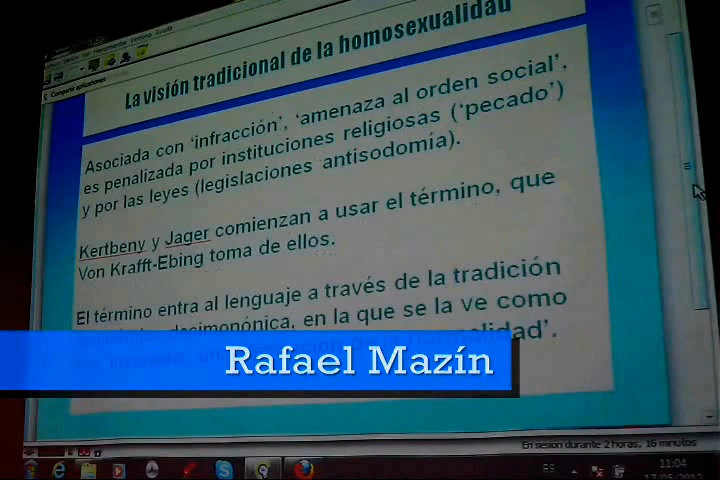 Compartir aplicaciones
La visión tradicional de la homosexualidad
Asociada con 'infracción', 'amenaza al orden social',
es penalizada por instituciones religiosas ('pecado')
y por las leyes (legislaciones antisodomía).
Kertbeny y Jager comienzan a usar el término, que
Von Krafft-Ebing toma de ellos.
El término entra al lenguaje a través de la tradición
decimonónica, en la que se la ve como
Rafael Mazín
En sesión durante 2 horas, 16 minutos
ES
11:04